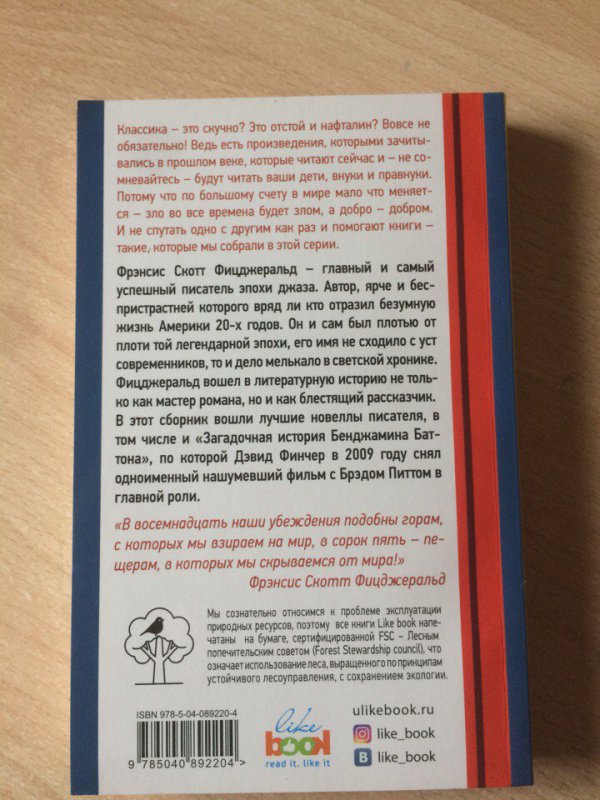 Классика – это скучно? Это отстой и нафталин? Вовсе не
обязательно! Ведь есть произведения, которыми зачиты-
вались в прошлом веке, которые читают сейчас и – не со-
мневайтесь – будут читать ваши дети, внуки и правнуки.
Потому что по большому счету в мире мало что меняет-
ся – зло во все времена будет злом, а добро – добром.
И не спутать одно с другим как раз и помогают книги –
такие, которые мы собрали в этой серии.
Фрэнсис Скотт Фицджеральд – главный и самый
успешный писатель эпохи джаза. Автор, ярче и бес-
пристрастней которого вряд ли кто отразил безумную
жизнь Америки 20-х годов. Он и сам был плотью от
плоти той легендарной эпохи, его имя не сходило с уст
современников, то и дело мелькало в светской хронике.
Фицджеральд вошел в литературную историю не толь-
ко как мастер романа, но и как блестящий рассказчик.
В этот сборник вошли лучшие новеллы писателя, в
том числе и «Загадочная история Бенджамина Бат-
тона», по которой Дэвид Финчер в 2009 году снял
одноименный нашумевший фильм с Брэдом Питтом в
главной роли.
«В восемнадцать наши убеждения подобны горам,
с которых мы взираем на мир, в сорок пять – пе-
щерам, в которых мы скрываемся от мира!»
Фрэнсис Скотт Фицджеральд
Мы сознательно относимся к проблеме эксплуатации
природных ресурсов, поэтому все книги Like book напе-
чатаны на бумаге, сертифицированной FSC – Лесным
попечительским советом (Forest Stewardship council), что
означает использование леса, выращенного по принципам
устойчивого лесоуправления, с сохранением экологии.
ISBN 978-5-04-089220-4
9 785040 892204 >
like
book
read it. like it
ulikebook.ru
like_book
B like_book